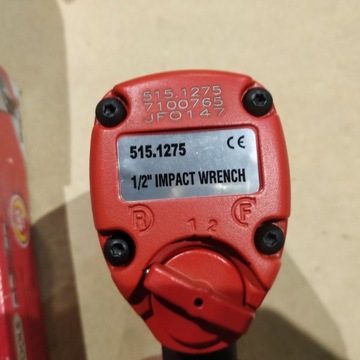 515.1275
7100765
JF0147
515.1275 CE
1/2" IMPACT WRENCH
R 1 2 F